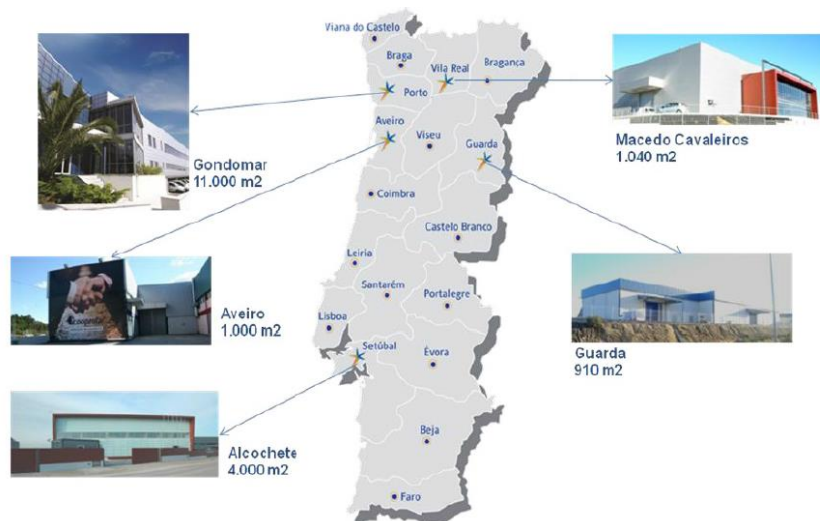 Viana do Castelo
Braga
Vila Real
Bragança
Porto
Aveiro
Viseu
Guarda
Coimbra
Castelo Branco
Leiria
Santarém
Portalegre
Lisboa
Setúbal
Évora
Beja
Faro
Gondomar
11.000 m2
Macedo Cavaleiros
1.040 m2
Aveiro
1.000 m2
Guarda
910 m2
Alcochete
4.000 m2